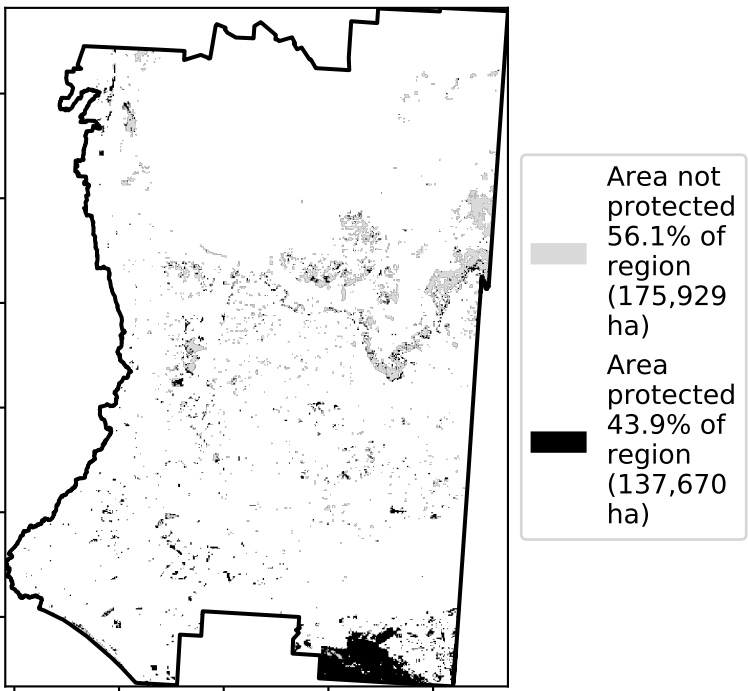 Area not
protected
56.1% of
region
(175,929
ha)
Area
protected
43.9% of
region
(137,670
ha)